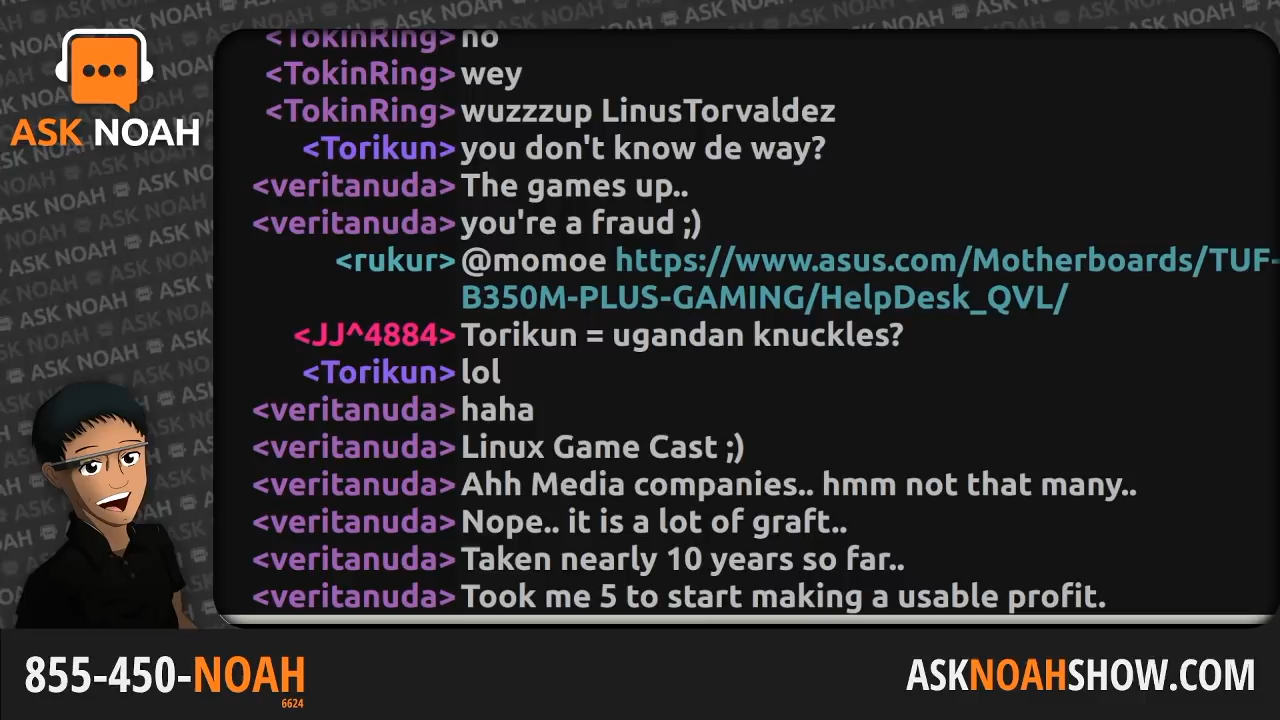 ASK NOAH
<TokinRing> no
<TokinRing> wey
<TokinRing> wuzzzup LinusTorvaldez
<Torikun> you don't know de way?
<veritanuda> The games up..
<veritanuda> you're a fraud ;)
<rukur> @momoe https://www.asus.com/Motherboards/TUF-
B350M-PLUS-GAMING/HelpDesk_QVL/
<JJ^4884> Torikun = ugandan knuckles?
<Torikun> lol
<veritanuda> haha
<veritanuda> Linux Game Cast ;)
<veritanuda> Ahh Media companies.. hmm not that many..
<veritanuda> Nope.. it is a lot of graft..
<veritanuda> Taken nearly 10 years so far..
<veritanuda> Took me 5 to start making a usable profit.
855-450-NOAH
6624
ASKNOAHSHOW.COM